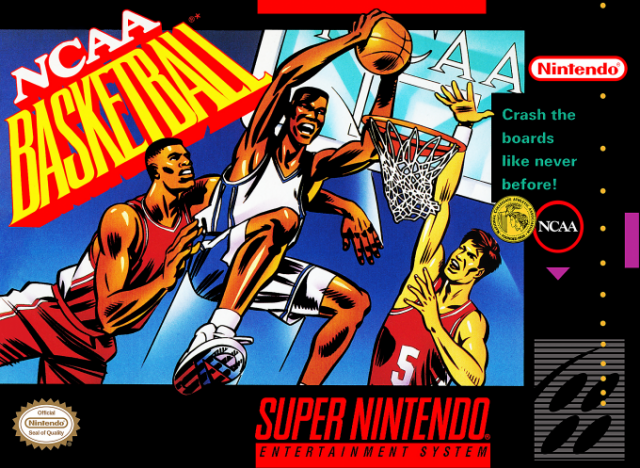 NCAA
BASKETBALL
®*
NCAA
Nintendo®
Crash the
boards
like never
before!
NCAA
5
Official
Nintendo®
Seal of Quality
SUPER NINTENDO®
ENTERTAINMENT SYSTEM